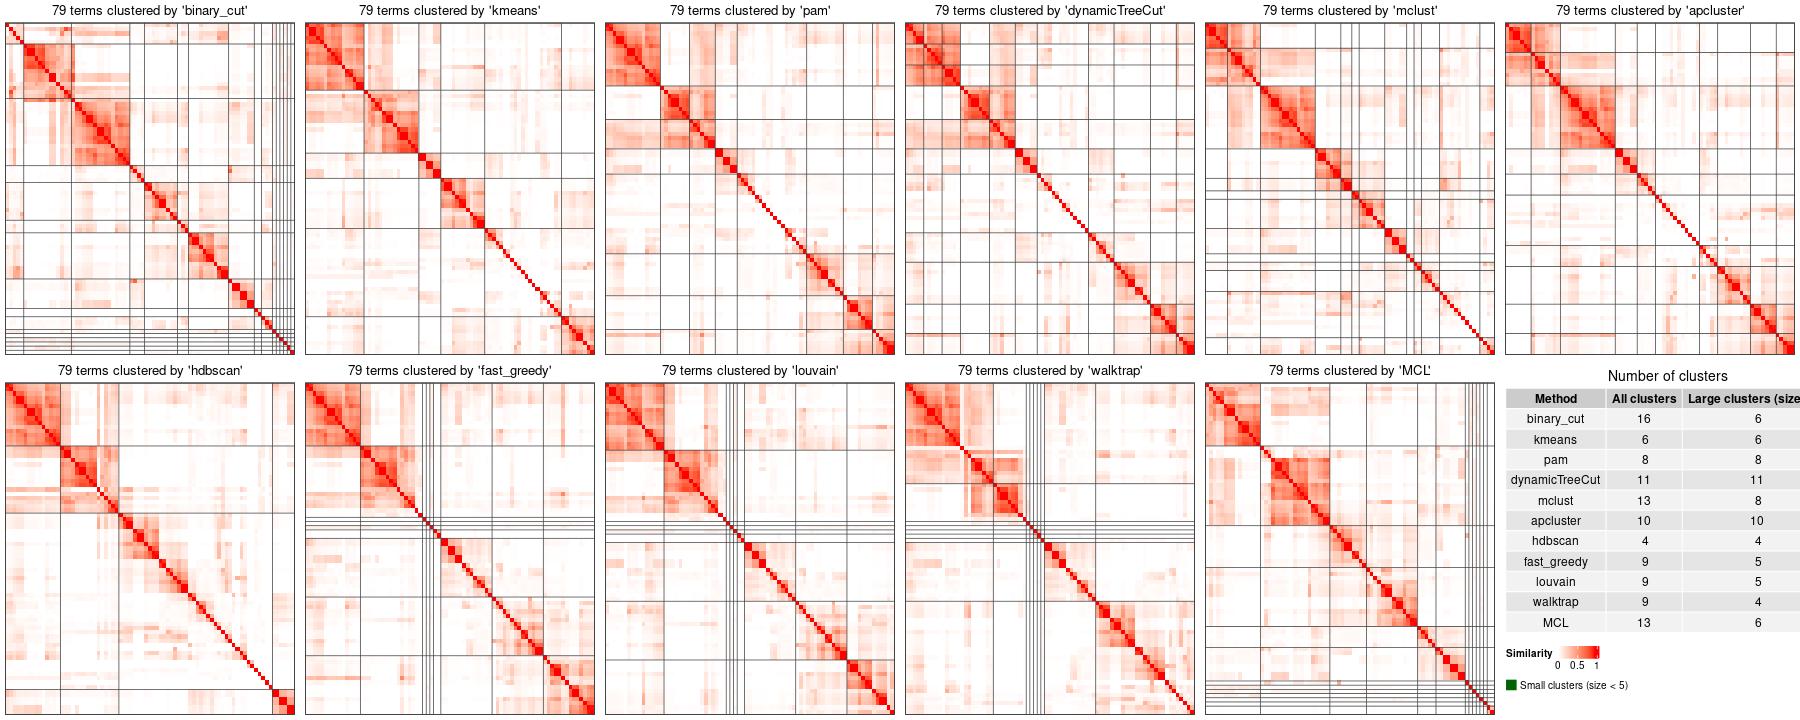 79 terms clustered by 'binary_cut'
79 terms clustered by 'kmeans'
79 terms clustered by 'pam'
79 terms clustered by 'dynamicTreeCut'
79 terms clustered by 'mclust'
79 terms clustered by 'apcluster'
79 terms clustered by 'hdbscan'
79 terms clustered by 'fast_greedy'
79 terms clustered by 'louvain'
79 terms clustered by 'walktrap'
79 terms clustered by 'MCL'
Number of clusters
Method All clusters Large clusters (size
binary_cut 16 6
kmeans 6 6
pam 8 8
dynamicTreeCut 11 11
mclust 13 8
apcluster 10 10
hdbscan 4 4
fast_greedy 9 5
louvain 9 5
walktrap 9 4
MCL 13 6
Similarity
0 0.5 1
Small clusters (size < 5)